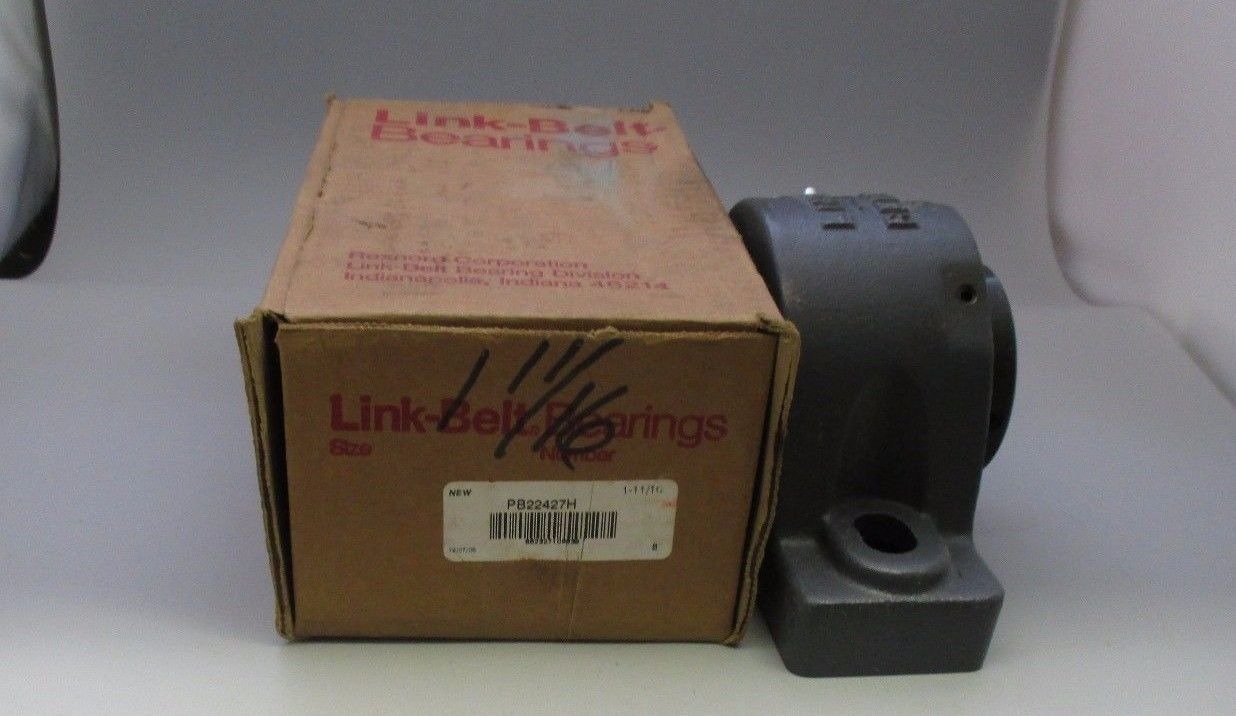 Link-Belt
Bearings
Rexnord Corporation
Link-Belt Bearing Division
Indianapolis, Indiana 46214
1 11/16
Link-Belt Bearings
Size Number
NEW 1-11/16
PB22427H
8